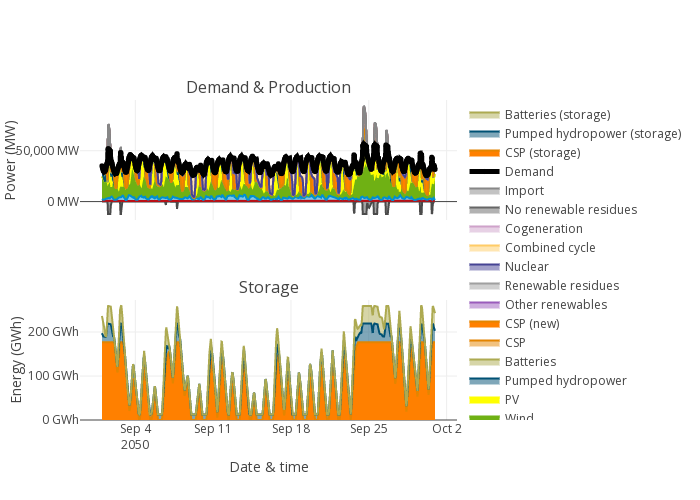 Demand & Production
Power (MW)
50,000 MW
0 MW
Storage
Energy (GWh)
200 GWh
100 GWh
0 GWh
Sep 4
2050
Sep 11
Sep 18
Sep 25
Oct 2
Date & time
Batteries (storage)
Pumped hydropower (storage)
CSP (storage)
Demand
Import
No renewable residues
Cogeneration
Combined cycle
Nuclear
Renewable residues
Other renewables
CSP (new)
CSP
Batteries
Pumped hydropower
PV
Wind